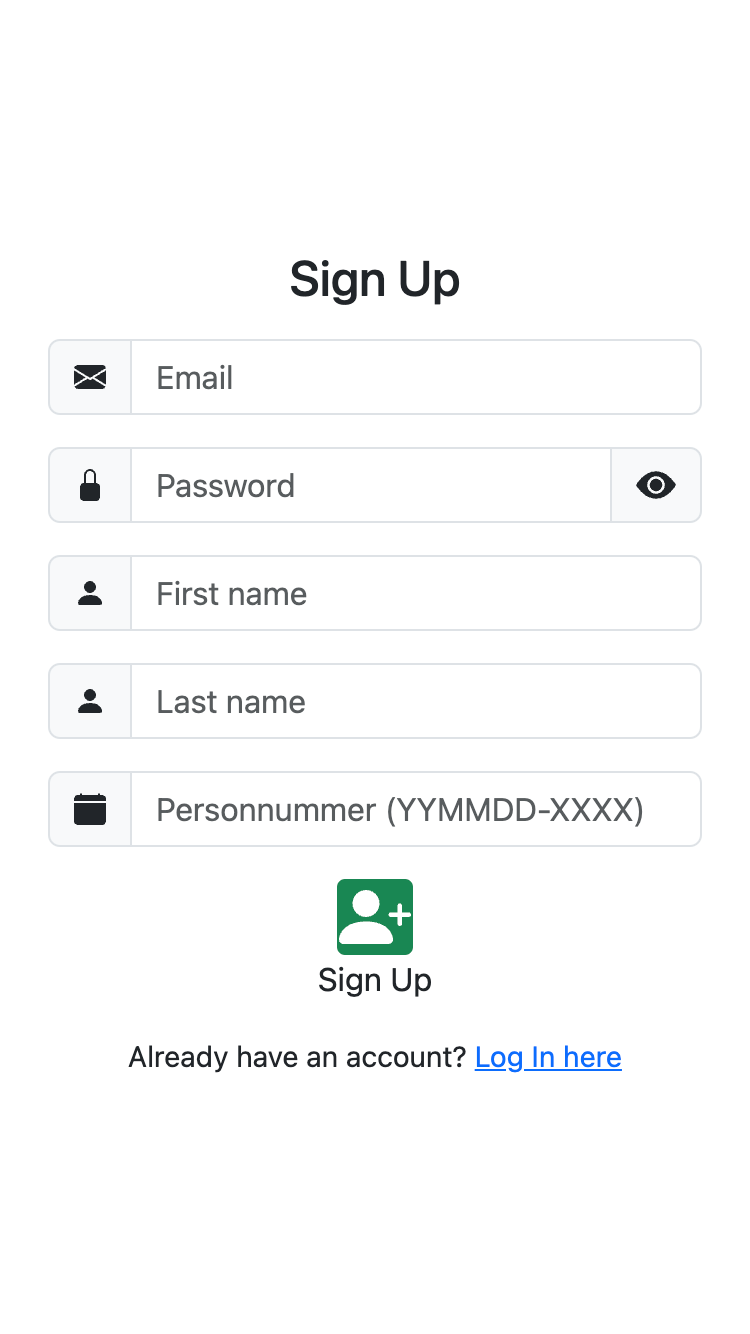 Sign Up
Email
Password
First name
Last name
Personnummer (YYMMDD-XXXX)
Sign Up
Already have an account? Log In here